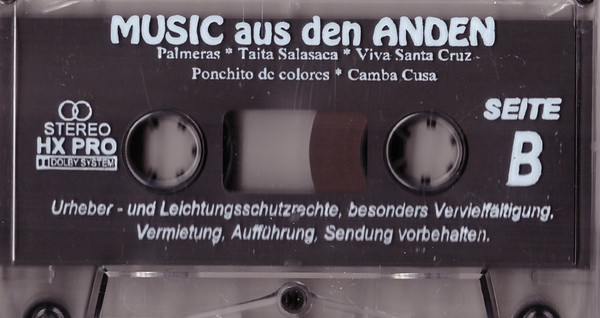 MUSIC aus den ANDEN
Palmeras * Taita Salasaca * Viva Santa Cruz
Ponchito de colores * Camba Cusa
STEREO
HX PRO
DOLBY SYSTEM
SEITE
B
Urheber - und Leichtungsschutzrechte, besonders Vervielfältigung,
Vermietung, Aufführung, Sendung vorbehalten.